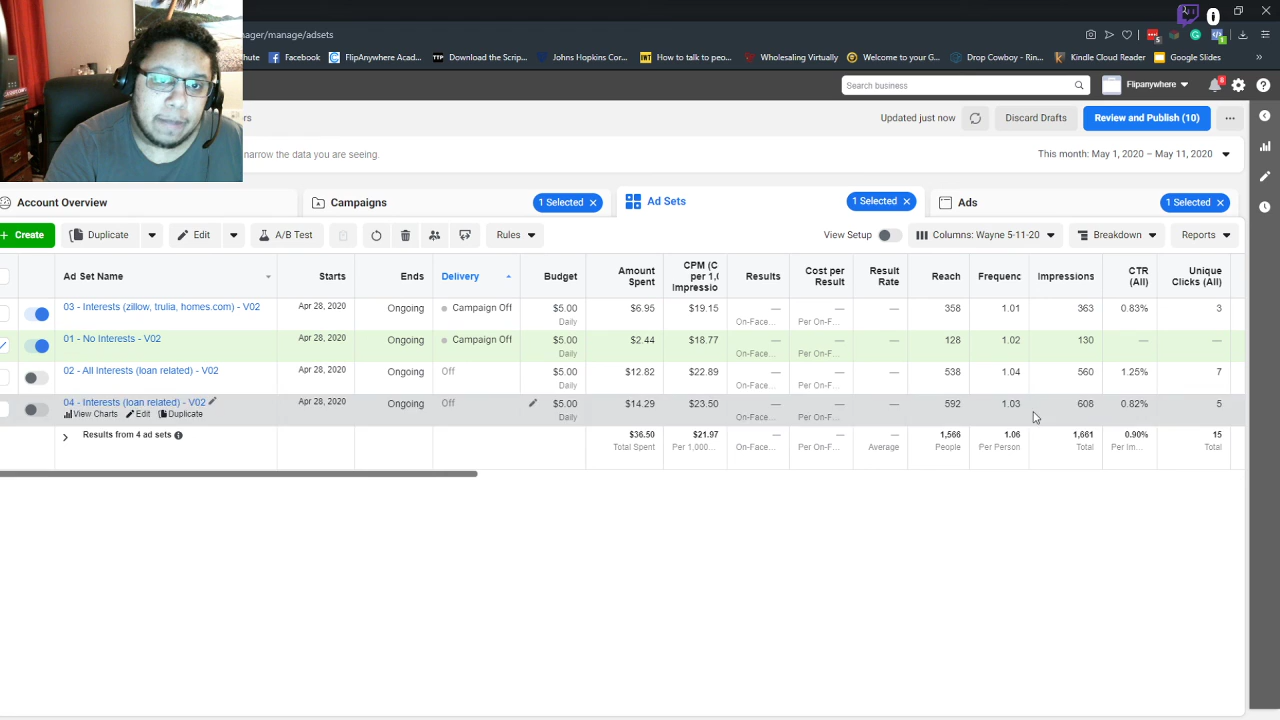 nager/manage/adsets
hute Facebook FlipAnywhere Acad... TTP Download the Scrip... Johns Hopkins Cor... IWT How to talk to peo... Wholesaling Virtually Welcome to your G... Drop Cowboy - Rin... Kindle Cloud Reader Google Slides »
Search business Flipanywhere
rs Updated just now Discard Drafts Review and Publish (10) ...
narrow the data you are seeing. This month: May 1, 2020 – May 11, 2020
Account Overview Campaigns 1 Selected × Ad Sets 1 Selected × Ads 1 Selected ×
+ Create Duplicate Edit A/B Test Rules View Setup Columns: Wayne 5-11-20 Breakdown Reports
Ad Set Name Starts Ends Delivery Budget Amount Spent CPM (C per 1,0 Impressio Results Cost per Result Result Rate Reach Frequenc Impressions CTR (All) Unique Clicks (All)
03 - Interests (zillow, trulia, homes.com) - V02 Apr 28, 2020 Ongoing Campaign Off $5.00 $6.95 $19.15 — — — 358 1.01 363 0.83% 3
Daily On-Face... Per On-F...
01 - No Interests - V02 Apr 28, 2020 Ongoing Campaign Off $5.00 $2.44 $18.77 — — — 128 1.02 130 — —
Daily On-Face... Per On-F...
02 - All Interests (loan related) - V02 Apr 28, 2020 Ongoing Off $5.00 $12.82 $22.89 — — — 538 1.04 560 1.25% 7
Daily On-Face... Per On-F...
04 - Interests (loan related) - V02 Apr 28, 2020 Ongoing Off $5.00 $14.29 $23.50 — — — 592 1.03 608 0.82% 5
View Charts Edit Duplicate Daily On-Face... Per On-F...
Results from 4 ad sets $36.50 $21.97 — — — 1,566 1.06 1,661 0.90% 15
Total Spent Per 1,000... On-Face... Per On-F... Average People Per Person Total Per Im... Total